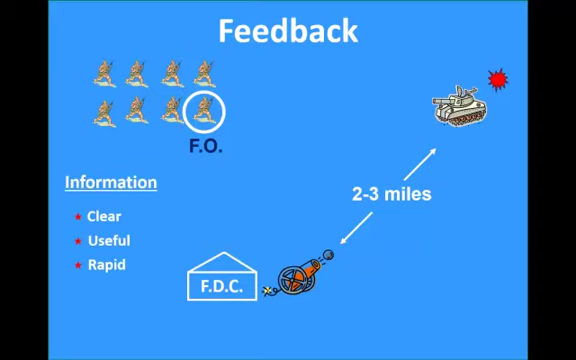 Feedback
F.O.
Information
Clear
Useful
Rapid
2-3 miles
F.D.C.